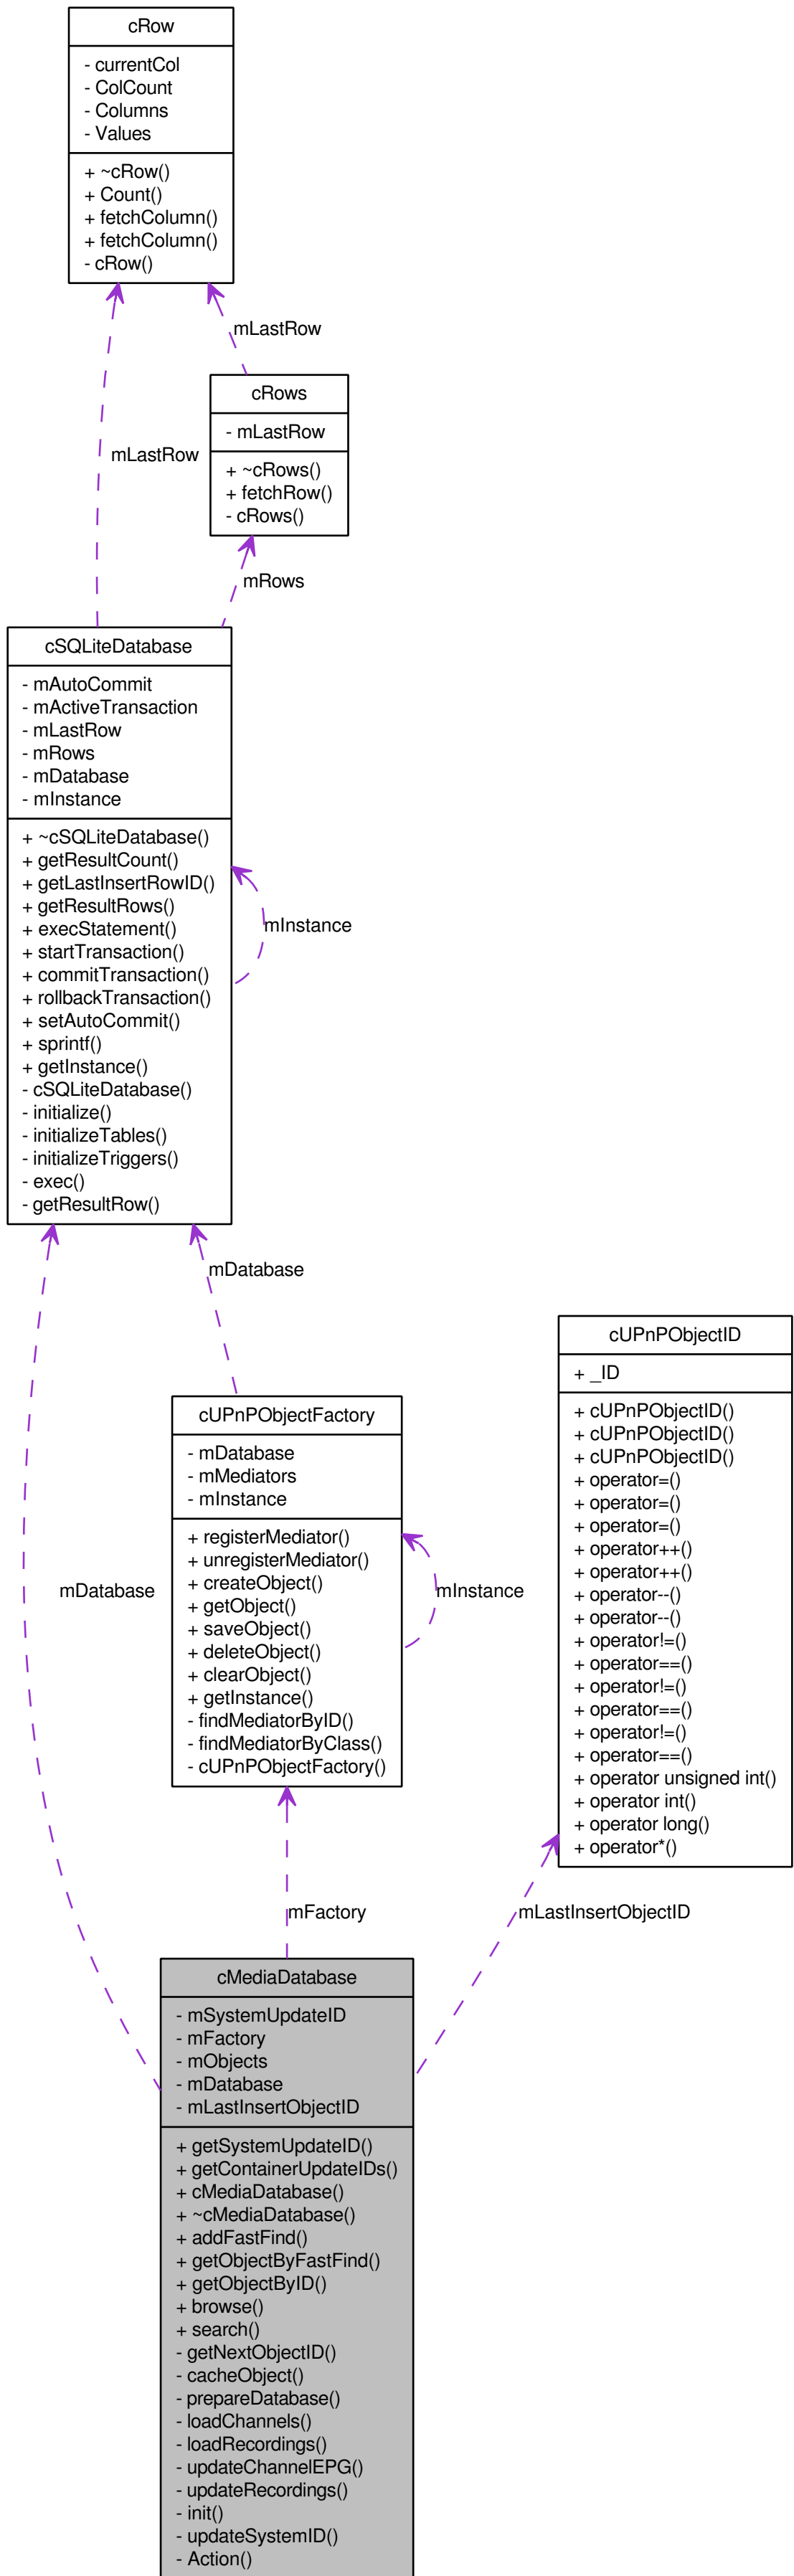 cRow
- currentCol
- ColCount
- Columns
- Values
+ ~cRow()
+ Count()
+ fetchColumn()
+ fetchColumn()
- cRow()
mLastRow
cRows
- mLastRow
+ ~cRows()
+ fetchRow()
- cRows()
mLastRow
mRows
cSQLiteDatabase
- mAutoCommit
- mActiveTransaction
- mLastRow
- mRows
- mDatabase
- mInstance
+ ~cSQLiteDatabase()
+ getResultCount()
+ getLastInsertRowID()
+ getResultRows()
+ execStatement()
+ startTransaction()
+ commitTransaction()
+ rollbackTransaction()
+ setAutoCommit()
+ sprintf()
+ getInstance()
- cSQLiteDatabase()
- initialize()
- initializeTables()
- initializeTriggers()
- exec()
- getResultRow()
mInstance
mDatabase
cUPnPObjectFactory
- mDatabase
- mMediators
- mInstance
+ registerMediator()
+ unregisterMediator()
+ createObject()
+ getObject()
+ saveObject()
+ deleteObject()
+ clearObject()
+ getInstance()
- findMediatorByID()
- findMediatorByClass()
- cUPnPObjectFactory()
mInstance
mDatabase
cUPnPObjectID
+ _ID
+ cUPnPObjectID()
+ cUPnPObjectID()
+ cUPnPObjectID()
+ operator=()
+ operator=()
+ operator=()
+ operator++()
+ operator++()
+ operator--()
+ operator--()
+ operator!=()
+ operator==()
+ operator!=()
+ operator==()
+ operator!=()
+ operator==()
+ operator unsigned int()
+ operator int()
+ operator long()
+ operator*()
mFactory
mLastInsertObjectID
cMediaDatabase
- mSystemUpdateID
- mFactory
- mObjects
- mDatabase
- mLastInsertObjectID
+ getSystemUpdateID()
+ getContainerUpdateIDs()
+ cMediaDatabase()
+ ~cMediaDatabase()
+ addFastFind()
+ getObjectByFastFind()
+ getObjectByID()
+ browse()
+ search()
- getNextObjectID()
- cacheObject()
- prepareDatabase()
- loadChannels()
- loadRecordings()
- updateChannelEPG()
- updateRecordings()
- init()
- updateSystemID()
- Action()